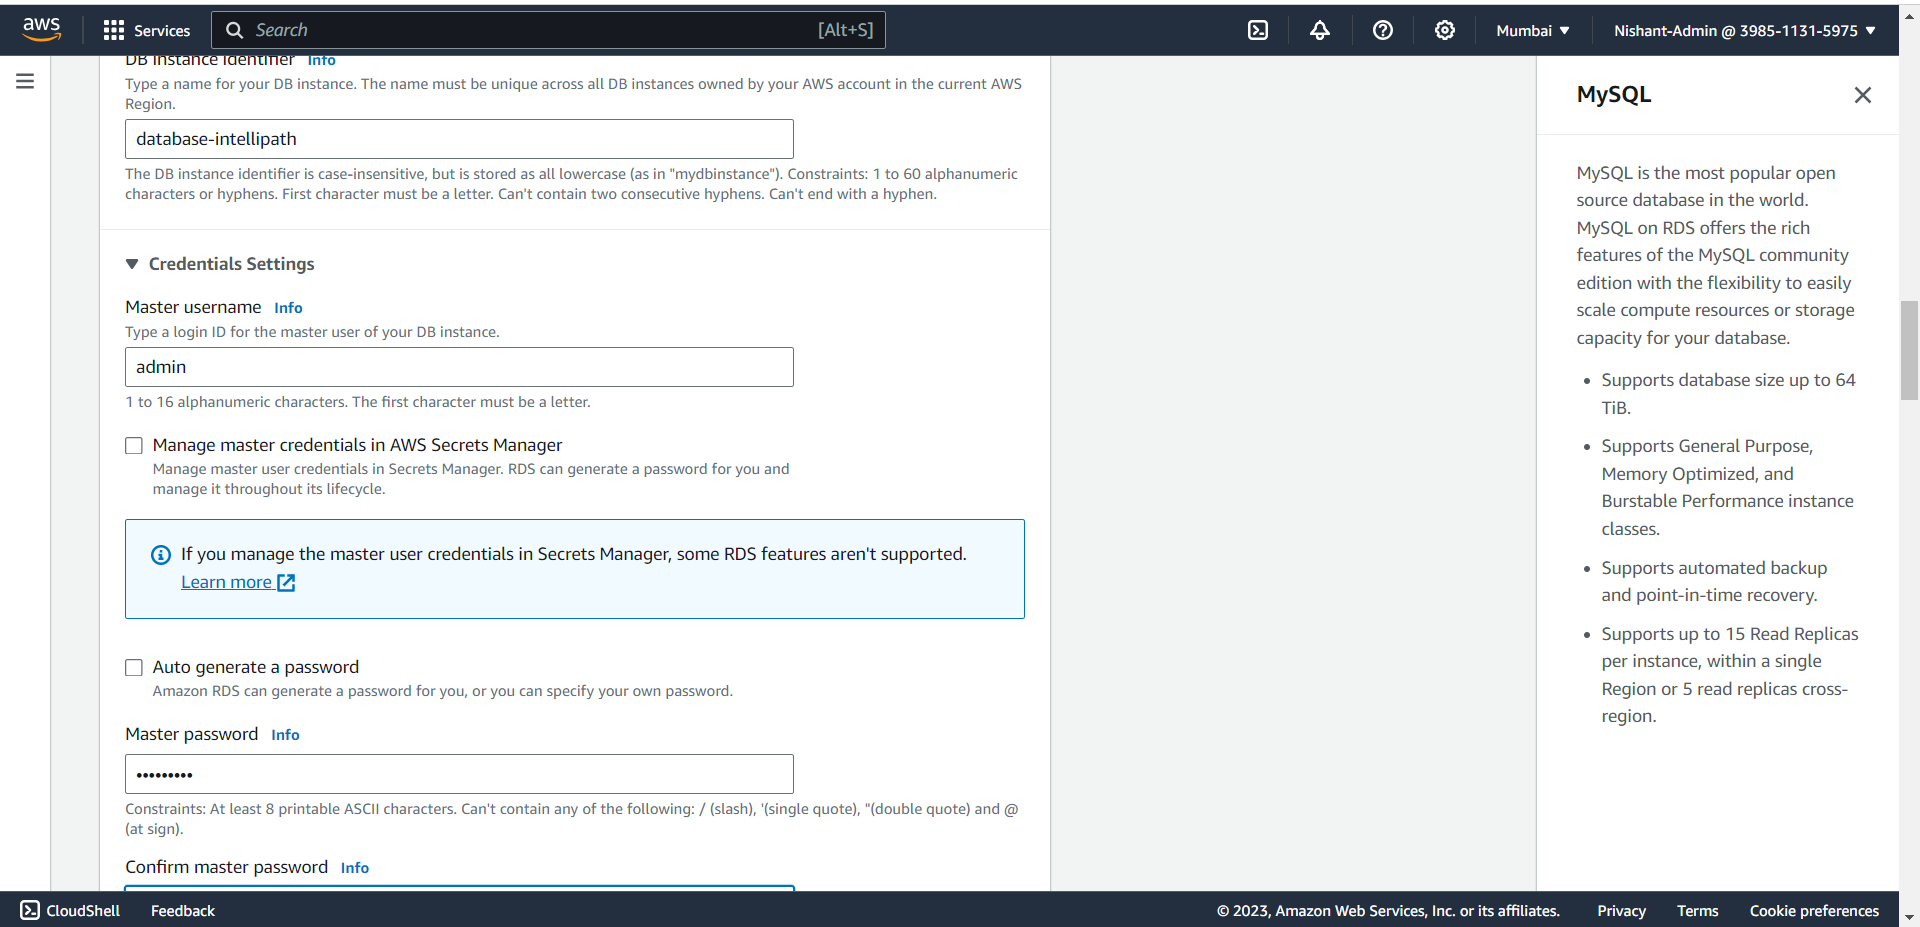 aws
Services
Search
[Alt+S]
Mumbai
Nishant-Admin @ 3985-1131-5975
DB instance identifier Info
Type a name for your DB instance. The name must be unique across all DB instances owned by your AWS account in the current AWS
Region.
database-intellipath
The DB instance identifier is case-insensitive, but is stored as all lowercase (as in "mydbinstance"). Constraints: 1 to 60 alphanumeric
characters or hyphens. First character must be a letter. Can't contain two consecutive hyphens. Can't end with a hyphen.
Credentials Settings
Master username Info
Type a login ID for the master user of your DB instance.
admin
1 to 16 alphanumeric characters. The first character must be a letter.
Manage master credentials in AWS Secrets Manager
Manage master user credentials in Secrets Manager. RDS can generate a password for you and
manage it throughout its lifecycle.
If you manage the master user credentials in Secrets Manager, some RDS features aren't supported.
Learn more
Auto generate a password
Amazon RDS can generate a password for you, or you can specify your own password.
Master password Info
•••••••••
Constraints: At least 8 printable ASCII characters. Can't contain any of the following: / (slash), '(single quote), "(double quote) and @
(at sign).
Confirm master password Info
MySQL
MySQL is the most popular open
source database in the world.
MySQL on RDS offers the rich
features of the MySQL community
edition with the flexibility to easily
scale compute resources or storage
capacity for your database.
• Supports database size up to 64
TiB.
• Supports General Purpose,
Memory Optimized, and
Burstable Performance instance
classes.
• Supports automated backup
and point-in-time recovery.
• Supports up to 15 Read Replicas
per instance, within a single
Region or 5 read replicas cross-
region.
CloudShell
Feedback
© 2023, Amazon Web Services, Inc. or its affiliates.
Privacy
Terms
Cookie preferences